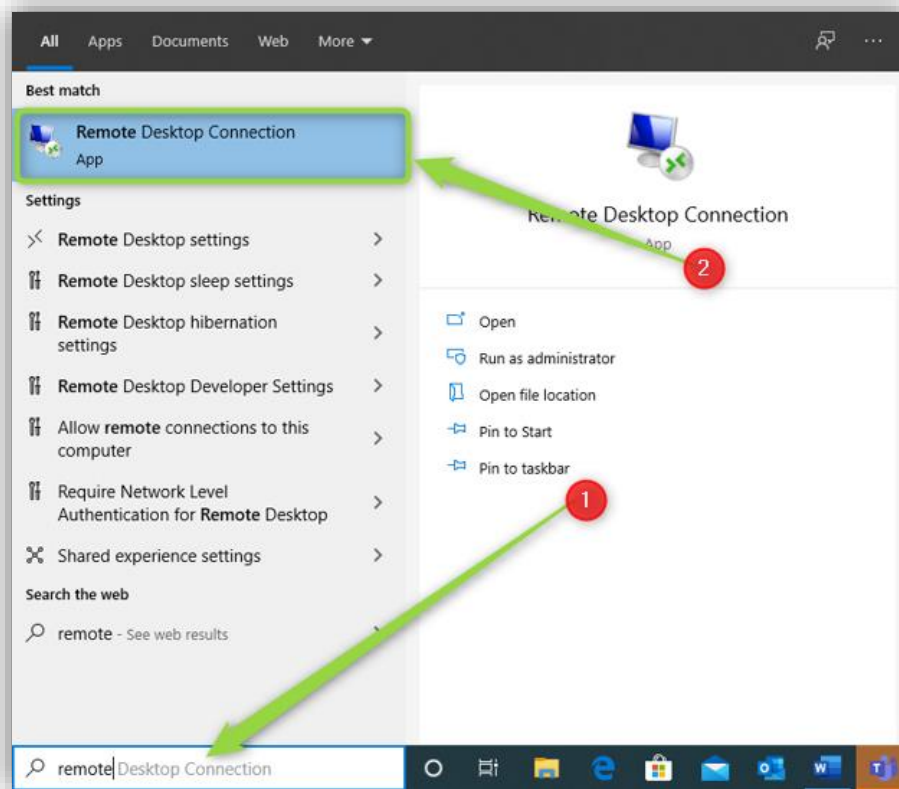 All Apps Documents Web More
Best match
Remote Desktop Connection
App
Settings
Remote Desktop settings
Remote Desktop sleep settings
Remote Desktop hibernation
settings
Remote Desktop Developer Settings
Allow remote connections to this
computer
Require Network Level
Authentication for Remote Desktop
Shared experience settings
Search the web
remote - See web results
remote Desktop Connection
Remote Desktop Connection
App
2
Open
Run as administrator
Open file location
Pin to Start
Pin to taskbar
1